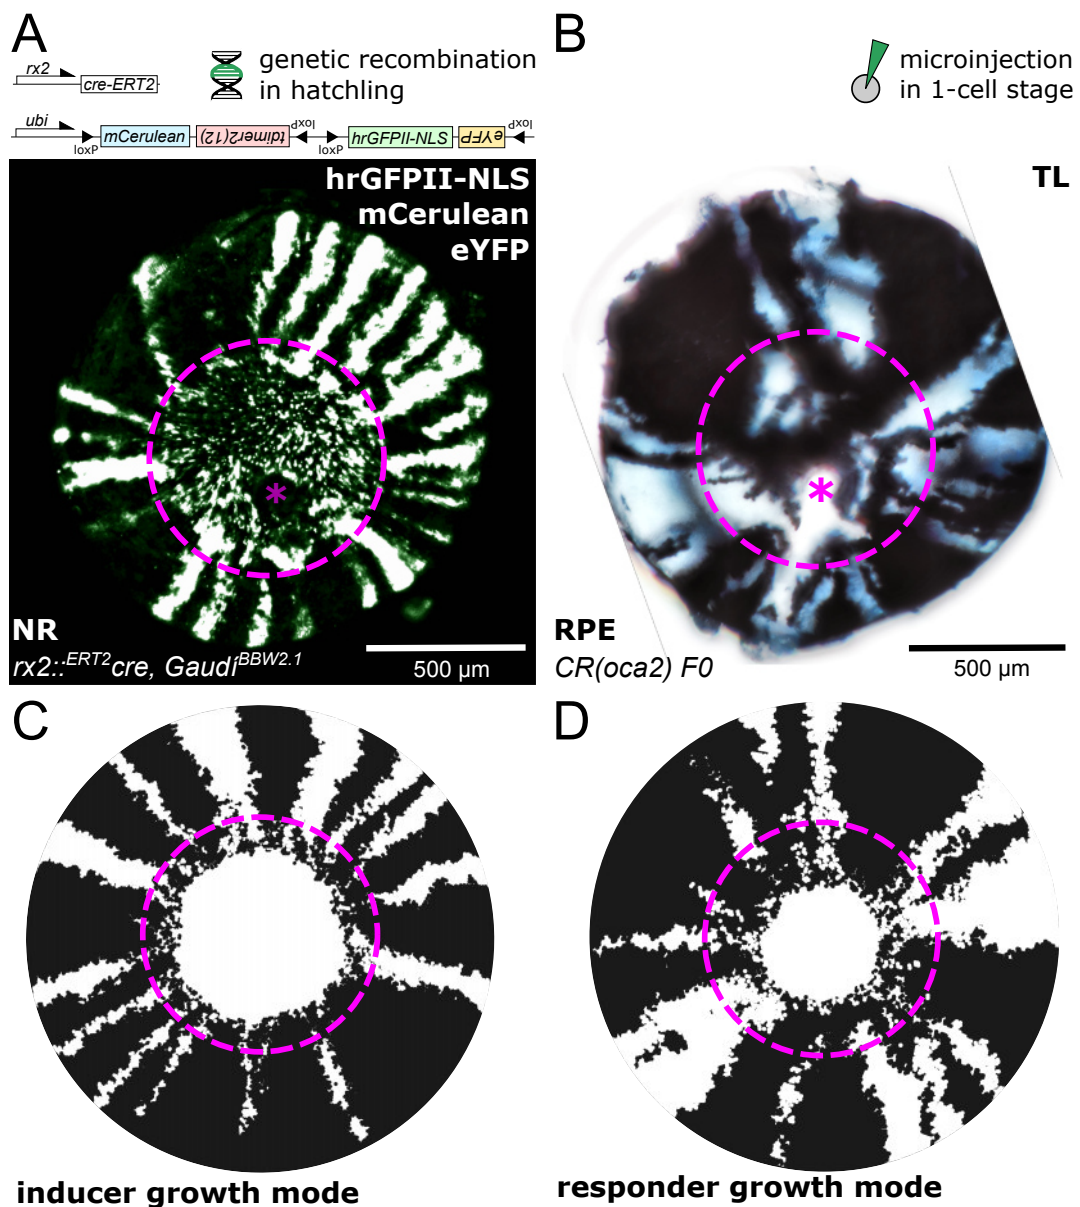 A
rx2
cre-ERT2
genetic recombination
in hatchling
ubi
loxP
mCerulean
tdimer2(12)
loxP
loxP
hrGFPII-NLS
eYFP
loxP
hrGFPII-NLS
mCerulean
eYFP
*
NR
rx2::ERT2cre, GaudíBBW2.1
500 µm
B
microinjection
in 1-cell stage
TL
*
RPE
CR(oca2) F0
500 µm
C
inducer growth mode
D
responder growth mode